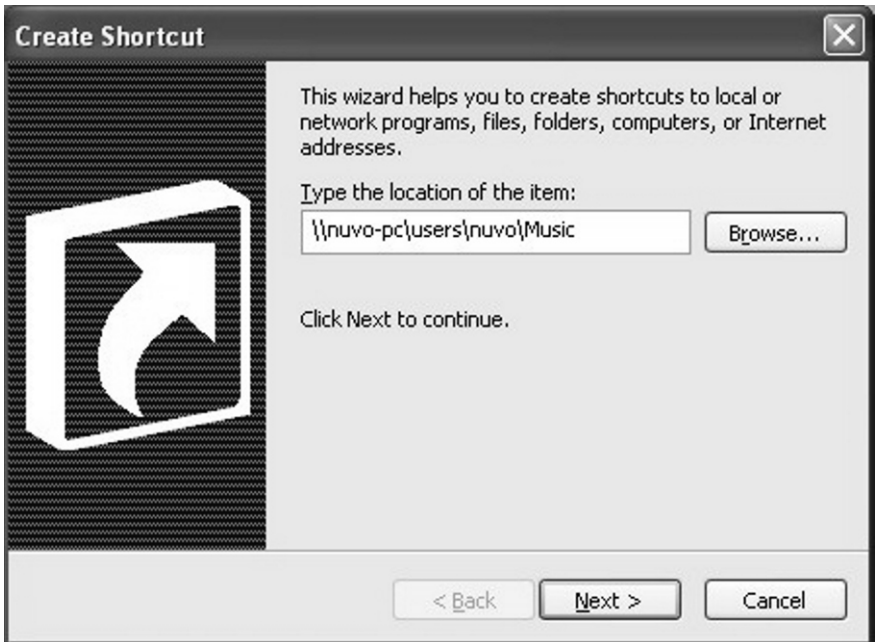 Create Shortcut
This wizard helps you to create shortcuts to local or
network programs, files, folders, computers, or Internet
addresses.
Type the location of the item:
\\nuvo-pc\users\nuvo\Music
Browse...
Click Next to continue.
< Back
Next >
Cancel